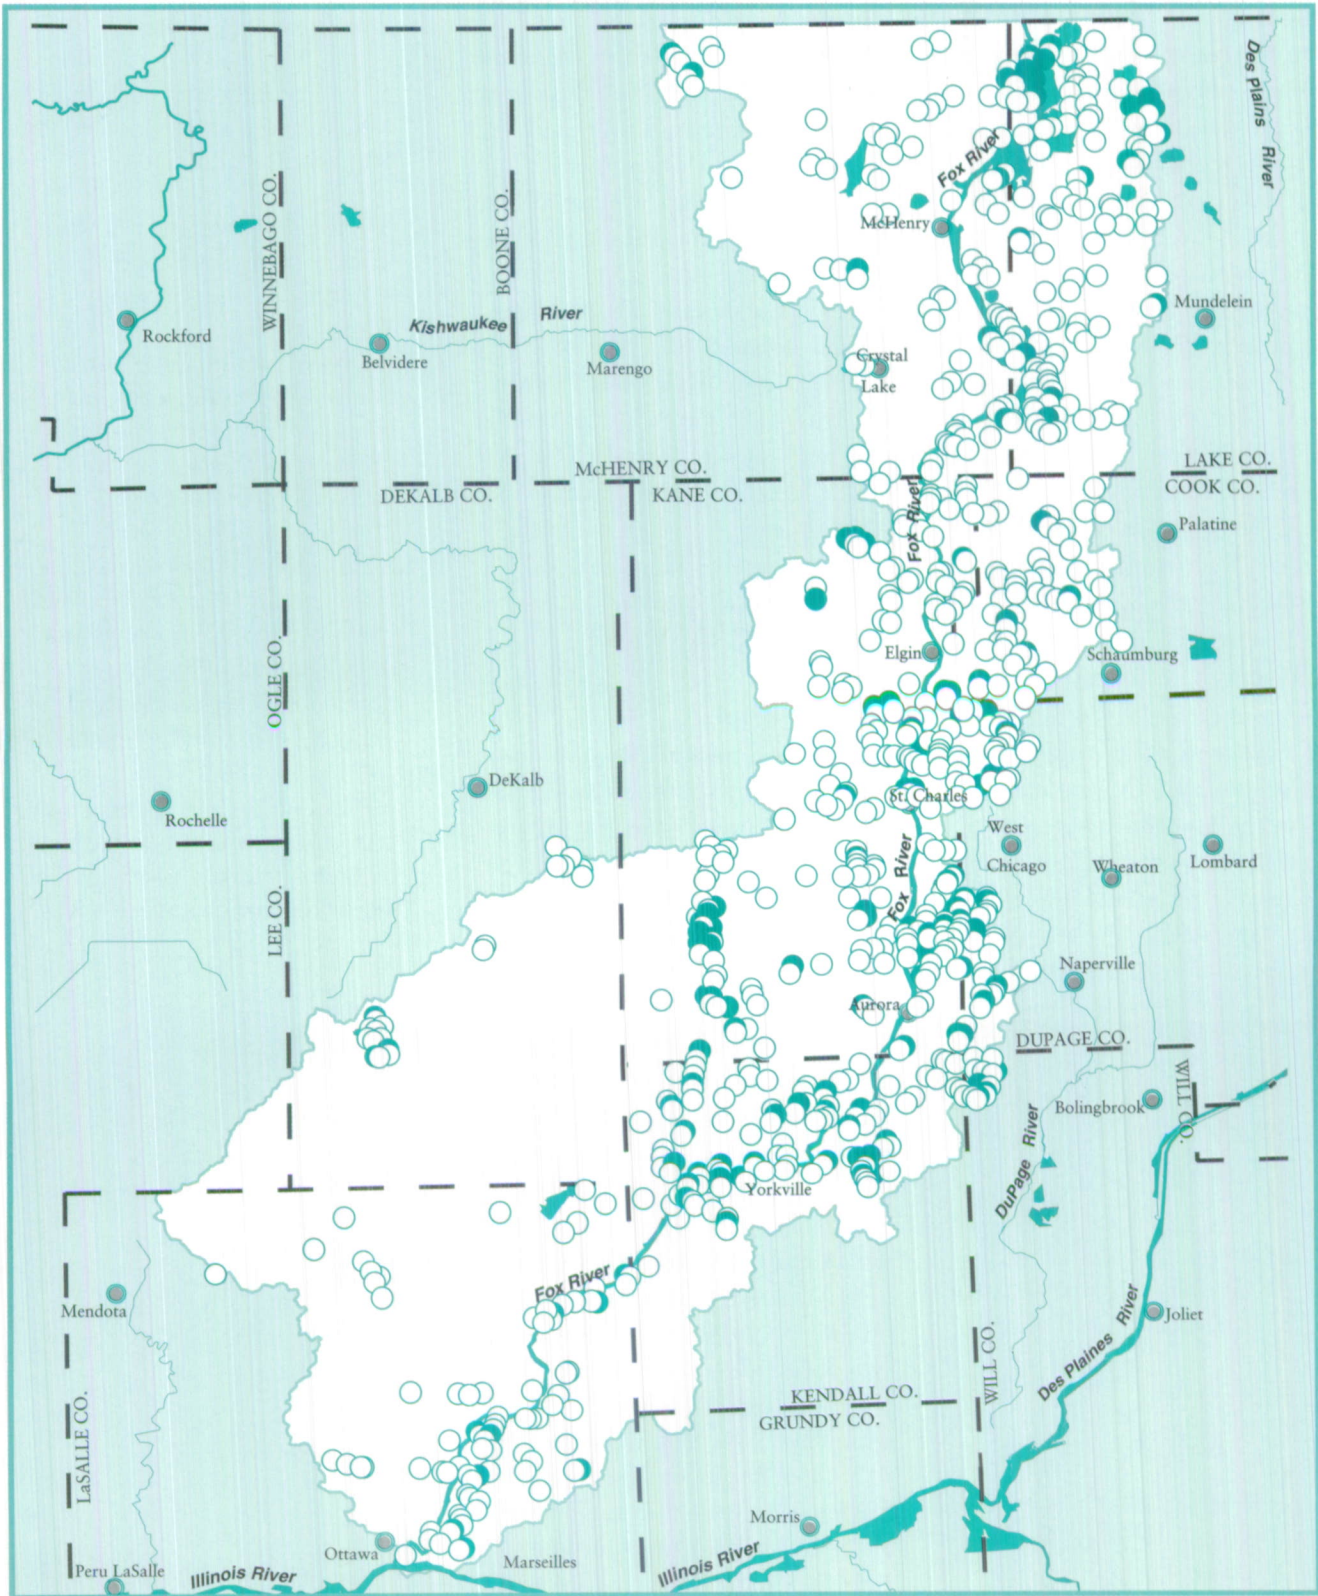 Des Plains River
Fox River
McHenry
WINNEBAGO CO.
BOONE CO.
Mundelein
Rockford
Kishwaukee River
Belvidere
Marengo
Crystal
Lake
McHENRY CO.
LAKE CO.
DEKALB CO.
KANE CO.
COOK CO.
Fox River
Palatine
Elgin
Schaumburg
OGLE CO.
DeKalb
St. Charles
Rochelle
West
Chicago
Wheaton
Lombard
Fox River
LEE CO.
Naperville
Aurora
DUPAGE CO.
WILL CO.
Bolingbrook
DuPage River
Yorkville
Fox River
Mendota
Joliet
Des Plaines River
WILL CO.
KENDALL CO.
GRUNDY CO.
LaSALLE CO.
Morris
Ottawa
Marseilles
Peru LaSalle
Illinois River
Illinois River